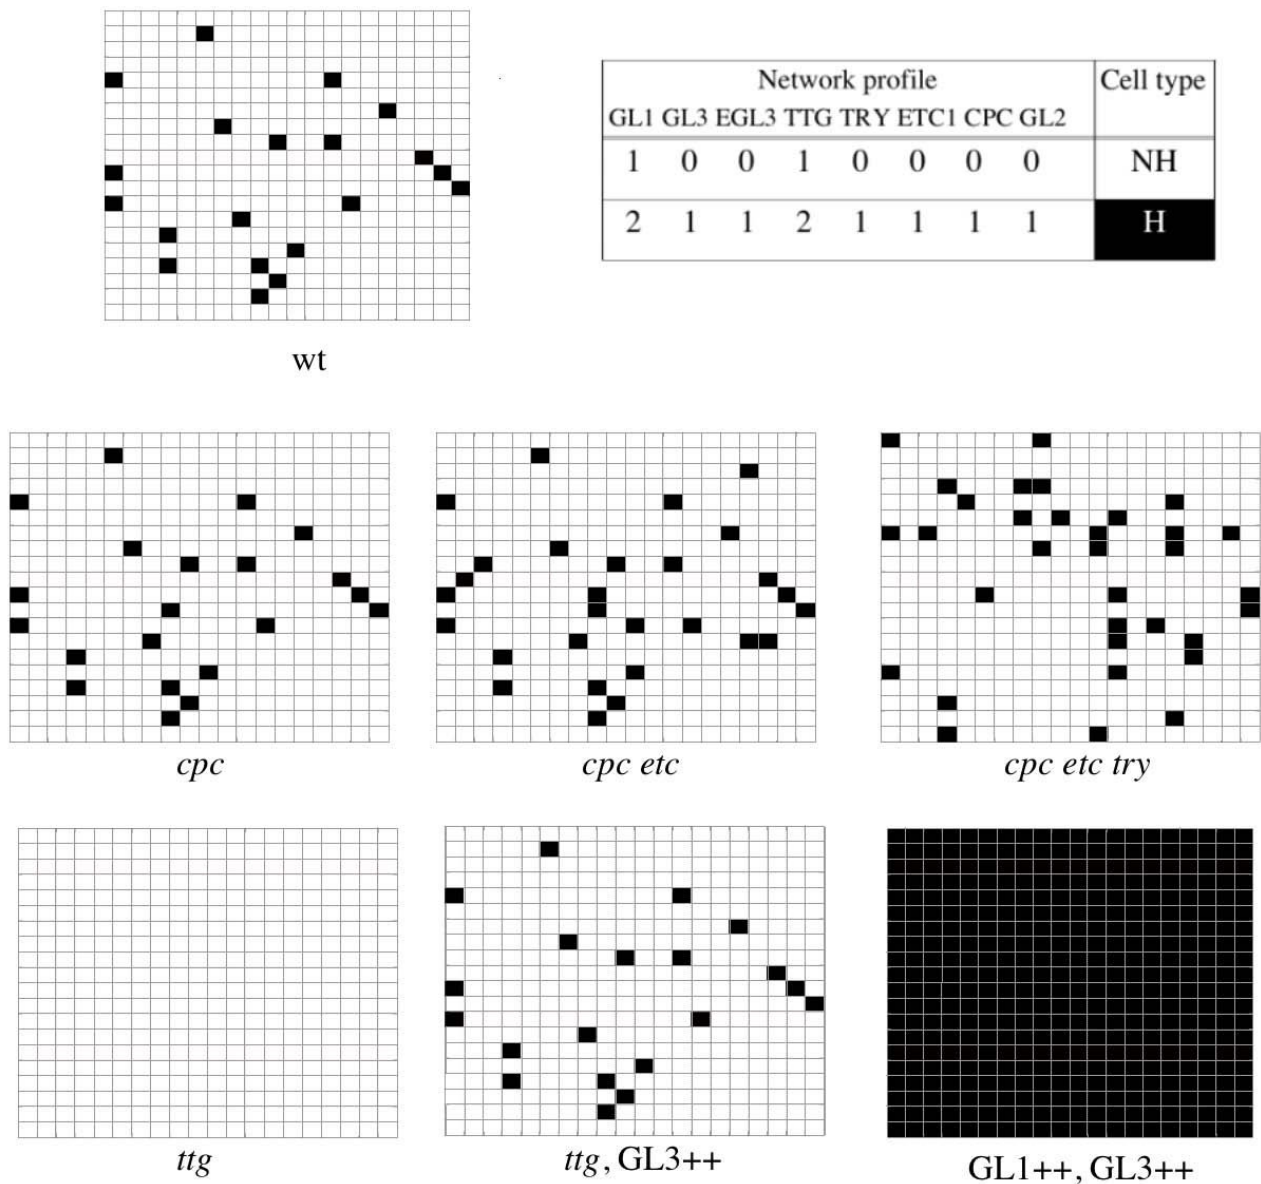 Network profile Cell type
GL1 GL3 EGL3 TTG TRY ETC1 CPC GL2
1 0 0 1 0 0 0 0 NH
2 1 1 2 1 1 1 1 H
wt
cpc cpc etc cpc etc try
ttg ttg, GL3++ GL1++, GL3++